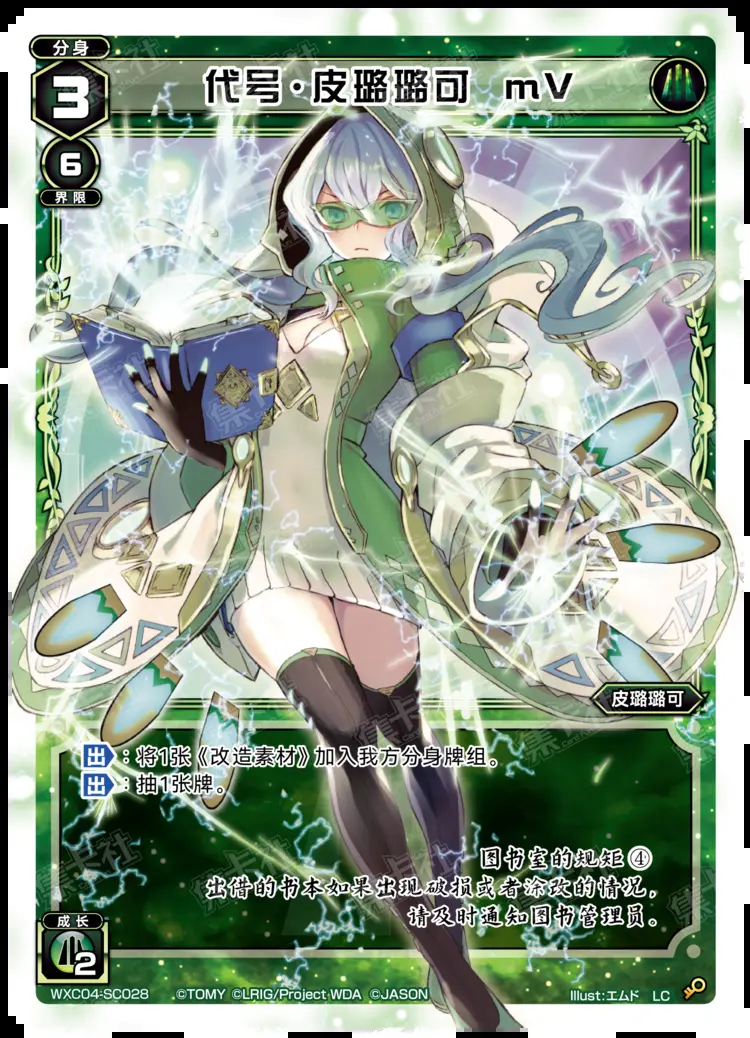 分身
3
代号·皮璐璐可 mV
6
界限
皮璐璐可
出：将1张《改造素材》加入我方分身牌组。
出：抽1张牌。
图书室的规矩④
出借的书本如果出现破损或者涂改的情况，
请及时通知图书管理员。
成长
2
WXC04-SC028 ©TOMY ©LRIG/Project WDA ©JASON Illust:エムド LC
集卡社